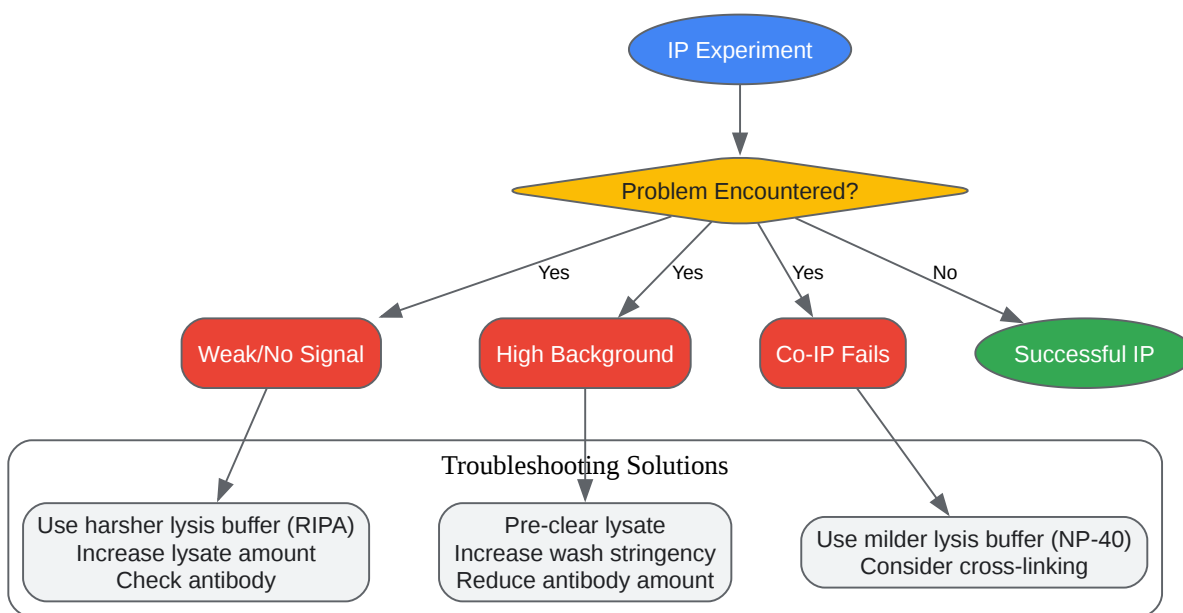 IP Experiment
Problem Encountered?
Yes
Yes
Yes
No
Weak/No Signal
High Background
Co-IP Fails
Successful IP
Troubleshooting Solutions
Use harsher lysis buffer (RIPA)
Increase lysate amount
Check antibody
Pre-clear lysate
Increase wash stringency
Reduce antibody amount
Use milder lysis buffer (NP-40)
Consider cross-linking